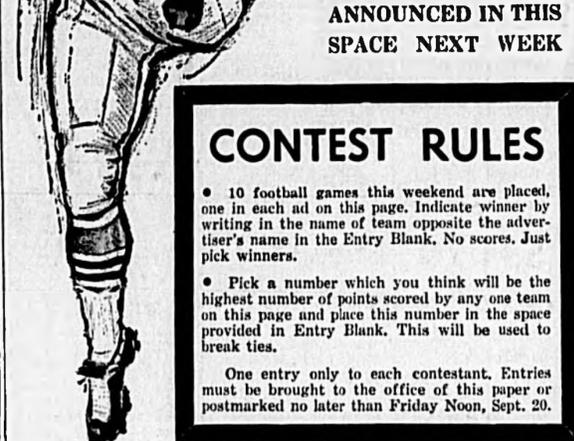 ANNOUNCED IN THIS
SPACE NEXT WEEK
CONTEST RULES
• 10 football games this weekend are placed,
one in each ad on this page. Indicate winner by
writing in the name of team opposite the adver-
tiser's name in the Entry Blank. No scores. Just
pick winners.
• Pick a number which you think will be the
highest number of points scored by any one team
on this page and place this number in the space
provided in Entry Blank. This will be used to
break ties.
One entry only to each contestant. Entries
must be brought to the office of this paper or
postmarked no later than Friday Noon, Sept. 20.